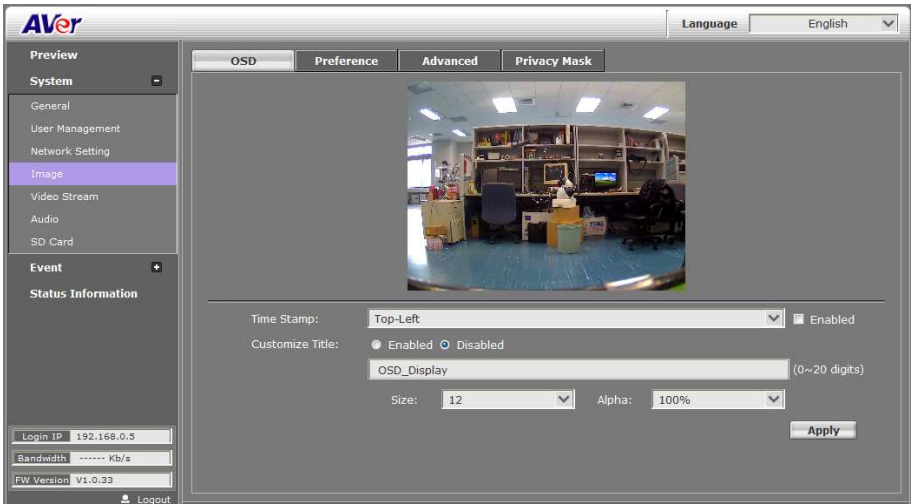 AVer
Language English
Preview
System
General
User Management
Network Setting
Image
Video Stream
Audio
SD Card
Event
Status Information
Login IP 192.168.0.5
Bandwidth ------ Kb/s
FW Version V1.0.33
Logout
OSD Preference Advanced Privacy Mask
Time Stamp: Top-Left Enabled
Customize Title: Enabled Disabled
OSD_Display (0~20 digits)
Size: 12 Alpha: 100%
Apply